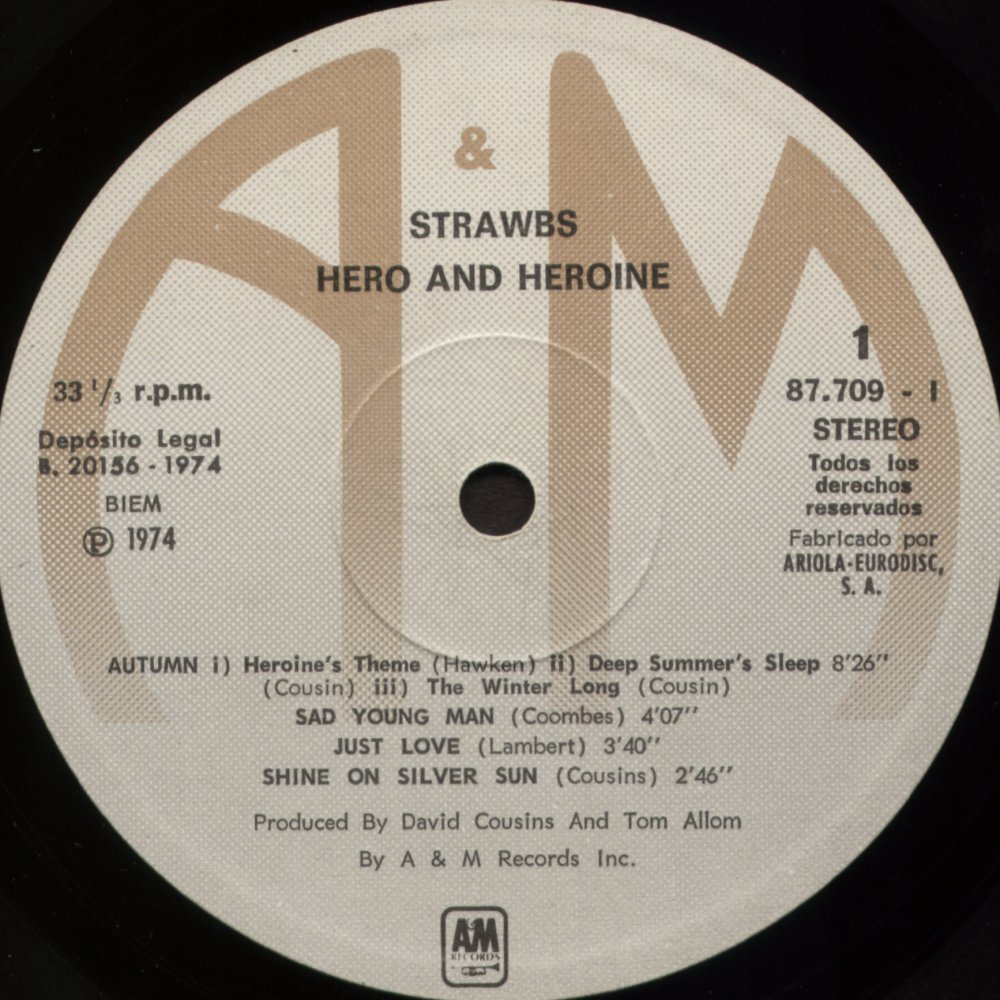 A & M
STRAWBS
HERO AND HEROINE
33 1/3 r.p.m.
Depósito Legal
B. 20156 - 1974
BIEM
℗ 1974
1
87.709 - I
STEREO
Todos los
derechos
reservados
Fabricado por
ARIOLA-EURODISC,
S. A.
AUTUMN i) Heroine's Theme (Hawken) ii) Deep Summer's Sleep 8'26''
(Cousin) iii) The Winter Long (Cousin)
SAD YOUNG MAN (Coombes) 4'07''
JUST LOVE (Lambert) 3'40''
SHINE ON SILVER SUN (Cousins) 2'46''
Produced By David Cousins And Tom Allom
By A & M Records Inc.
A&M
RECORDS